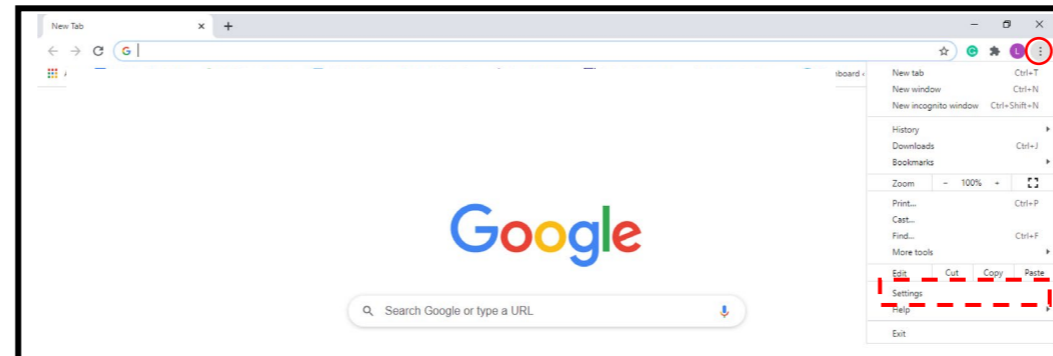 New Tab
G
L
board
New tab Ctrl+T
New window Ctrl+N
New incognito window Ctrl+Shift+N
History
Downloads Ctrl+J
Bookmarks
Zoom - 100% +
Print... Ctrl+P
Cast...
Find... Ctrl+F
More tools
Edit Cut Copy Paste
Settings
Help
Exit
Google
Search Google or type a URL